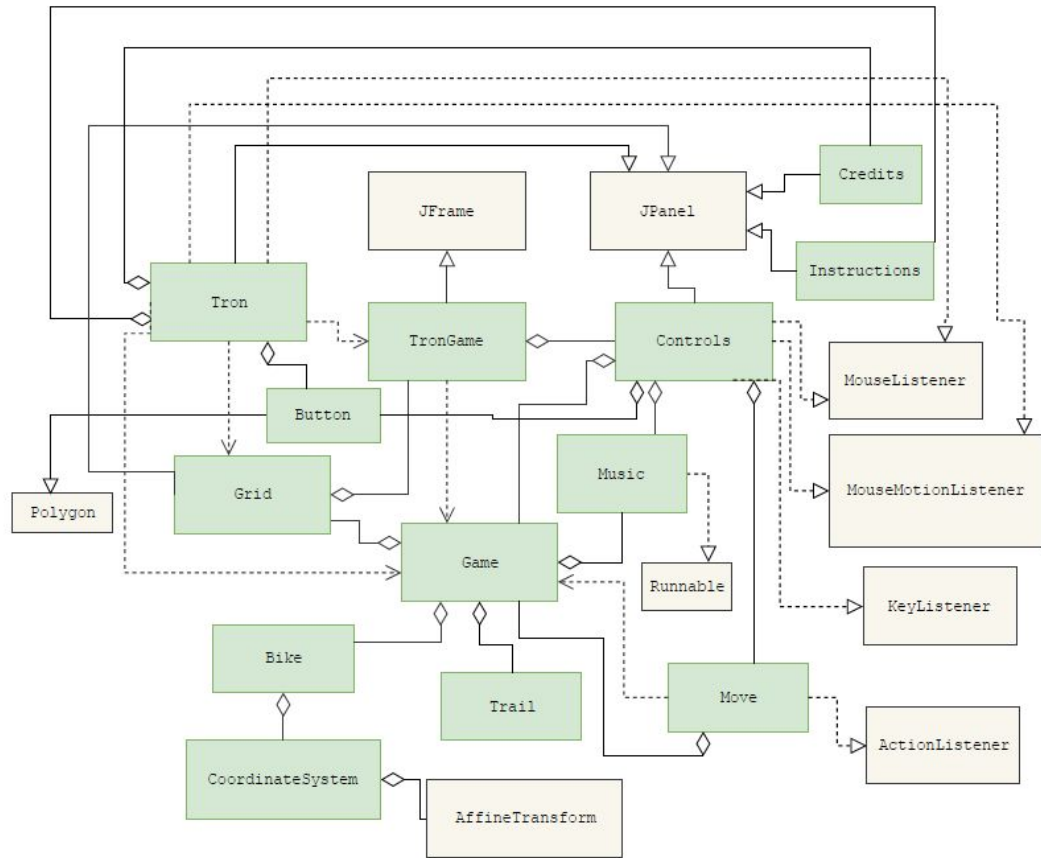 Credits
JFrame
JPanel
Instructions
Tron
TronGame
Controls
MouseListener
Button
Music
Grid
MouseMotionListener
Polygon
Game
Runnable
KeyListener
Bike
Trail
Move
ActionListener
CoordinateSystem
AffineTransform